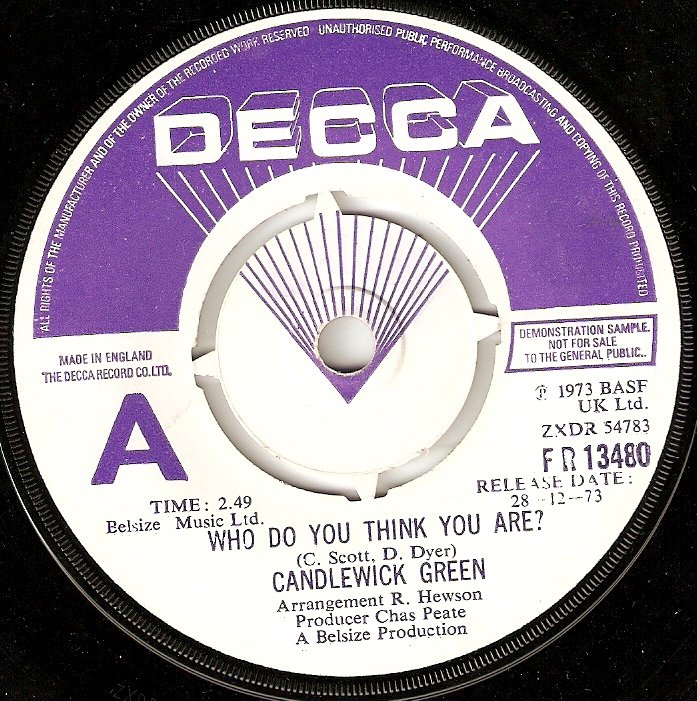 ALL RIGHTS OF THE MANUFACTURER AND OF THE OWNER OF THE RECORDED WORK RESERVED UNAUTHORISED PUBLIC PERFORMANCE BROADCASTING AND COPYING OF THIS RECORD PROHIBITED
DECCA
MADE IN ENGLAND
THE DECCA RECORD CO. LTD.
DEMONSTRATION SAMPLE.
NOT FOR SALE
TO THE GENERAL PUBLIC..
A
℗ 1973 BASF
UK Ltd.
ZXDR 54783
FR 13480
RELEASE DATE:
28-12-73
TIME: 2.49
Belsize Music Ltd.
WHO DO YOU THINK YOU ARE?
(C. Scott, D. Dyer)
CANDLEWICK GREEN
Arrangement R. Hewson
Producer Chas Peate
A Belsize Production